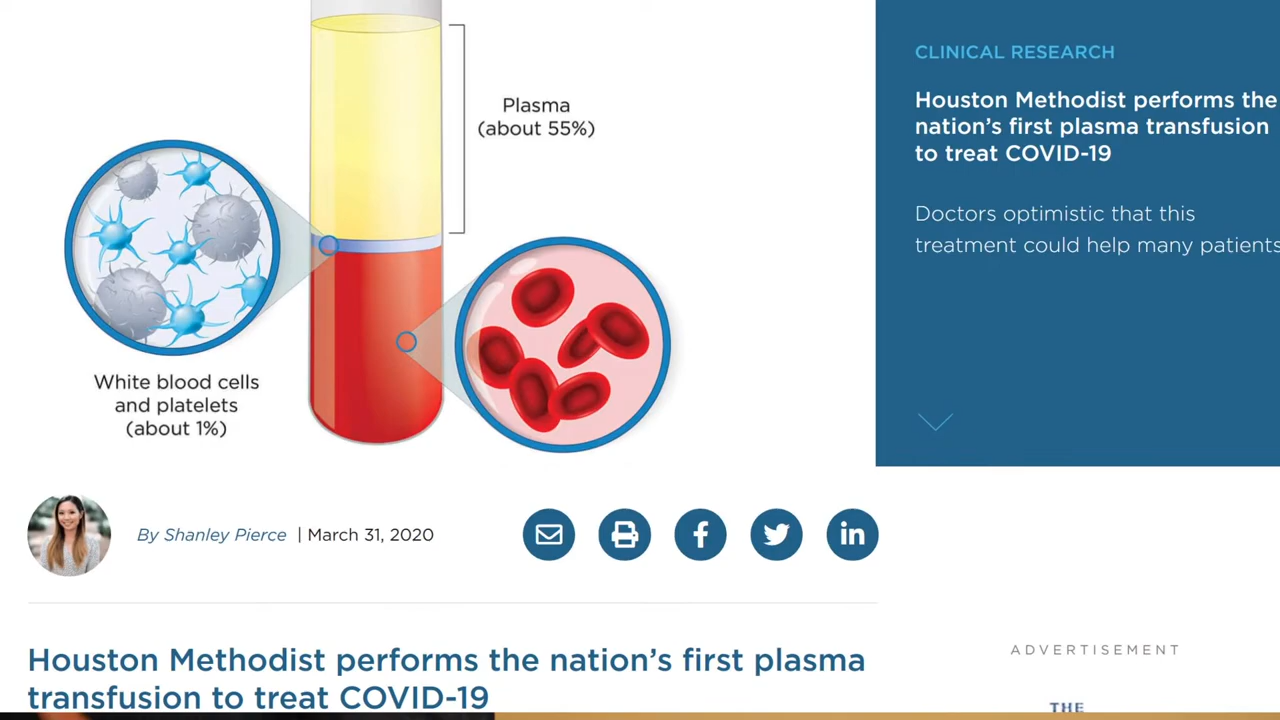 Plasma
(about 55%)
White blood cells
and platelets
(about 1%)
CLINICAL RESEARCH
Houston Methodist performs the
nation's first plasma transfusion
to treat COVID-19
Doctors optimistic that this
treatment could help many patients
By Shanley Pierce | March 31, 2020
Houston Methodist performs the nation's first plasma
transfusion to treat COVID-19
ADVERTISEMENT
THE